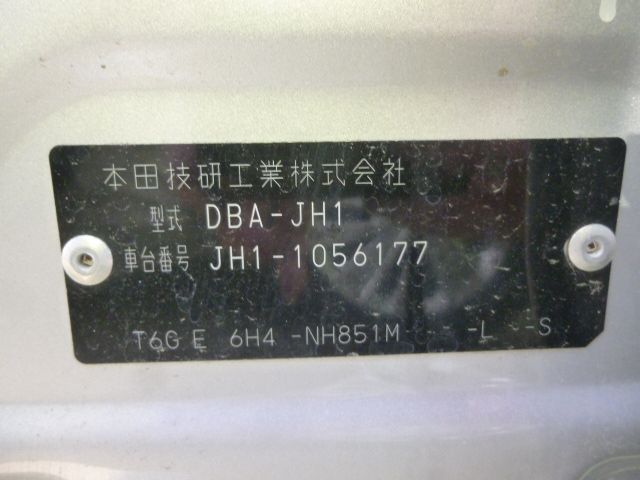 本田技研工業株式会社
型式 DBA-JH1
車台番号 JH1-1056177
T6G E 6H4 -NH851M -L -S